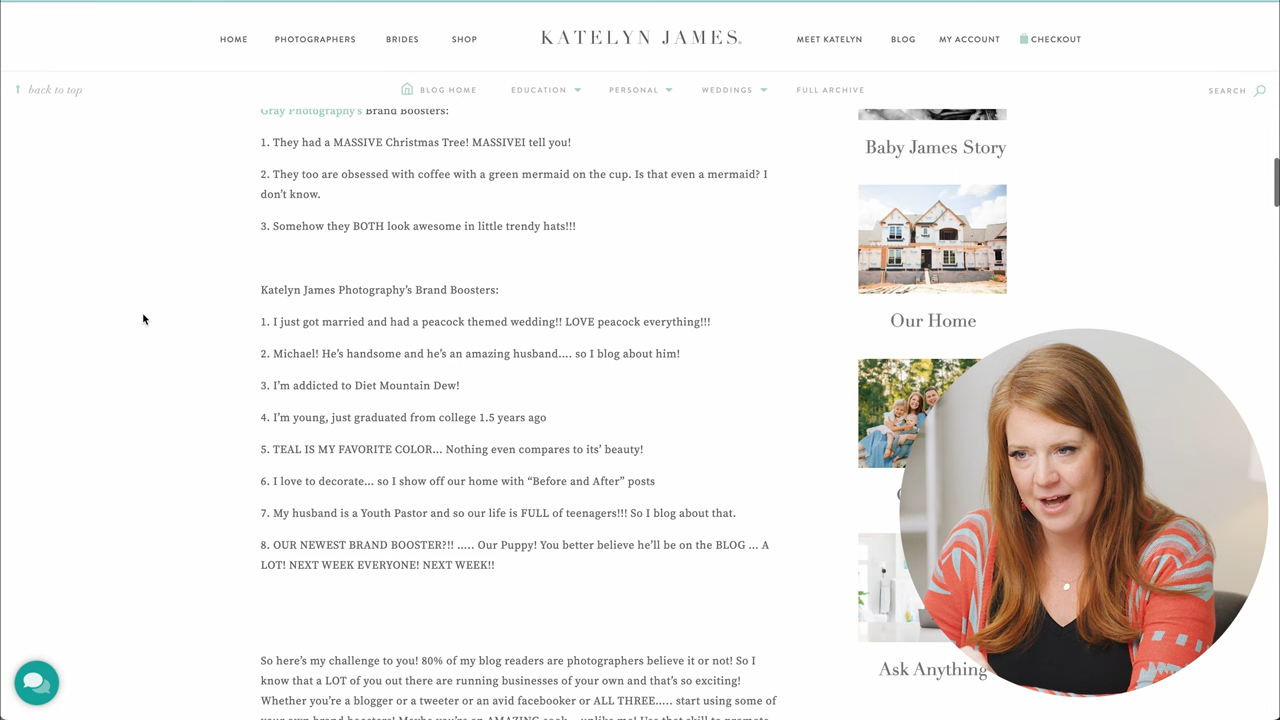 HOME PHOTOGRAPHERS BRIDES SHOP KATELYN JAMES. MEET KATELYN BLOG MY ACCOUNT CHECKOUT
back to top BLOG HOME EDUCATION PERSONAL WEDDINGS FULL ARCHIVE SEARCH
Gray Photography's Brand Boosters:
1. They had a MASSIVE Christmas Tree! MASSIVEI tell you!
2. They too are obsessed with coffee with a green mermaid on the cup. Is that even a mermaid? I
don't know.
3. Somehow they BOTH look awesome in little trendy hats!!!
Katelyn James Photography's Brand Boosters:
1. I just got married and had a peacock themed wedding!! LOVE peacock everything!!!
2. Michael! He's handsome and he's an amazing husband…. so I blog about him!
3. I'm addicted to Diet Mountain Dew!
4. I'm young, just graduated from college 1.5 years ago
5. TEAL IS MY FAVORITE COLOR… Nothing even compares to its' beauty!
6. I love to decorate… so I show off our home with "Before and After" posts
7. My husband is a Youth Pastor and so our life is FULL of teenagers!!! So I blog about that.
8. OUR NEWEST BRAND BOOSTER?!! ….. Our Puppy! You better believe he'll be on the BLOG … A
LOT! NEXT WEEK EVERYONE! NEXT WEEK!!
So here's my challenge to you! 80% of my blog readers are photographers believe it or not! So I
know that a LOT of you out there are running businesses of your own and that's so exciting!
Whether you're a blogger or a tweeter or an avid facebooker or ALL THREE….. start using some of
Baby James Story
Our Home
Ask Anything